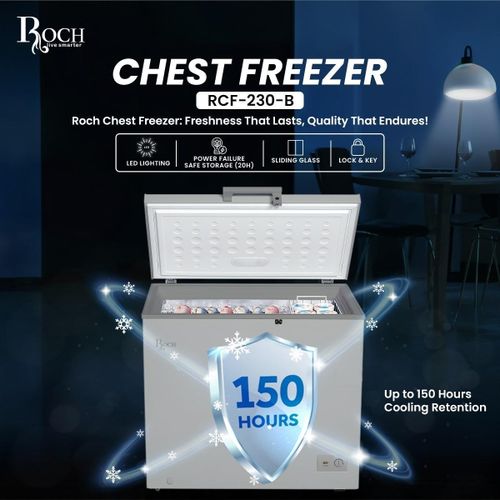 ROCH
live smarter
CHEST FREEZER
RCF-230-B
Roch Chest Freezer: Freshness That Lasts, Quality That Endures!
LED LIGHTING
POWER FAILURE
SAFE STORAGE (20H)
SLIDING GLASS
LOCK & KEY
ROCH
150
HOURS
Up to 150 Hours
Cooling Retention